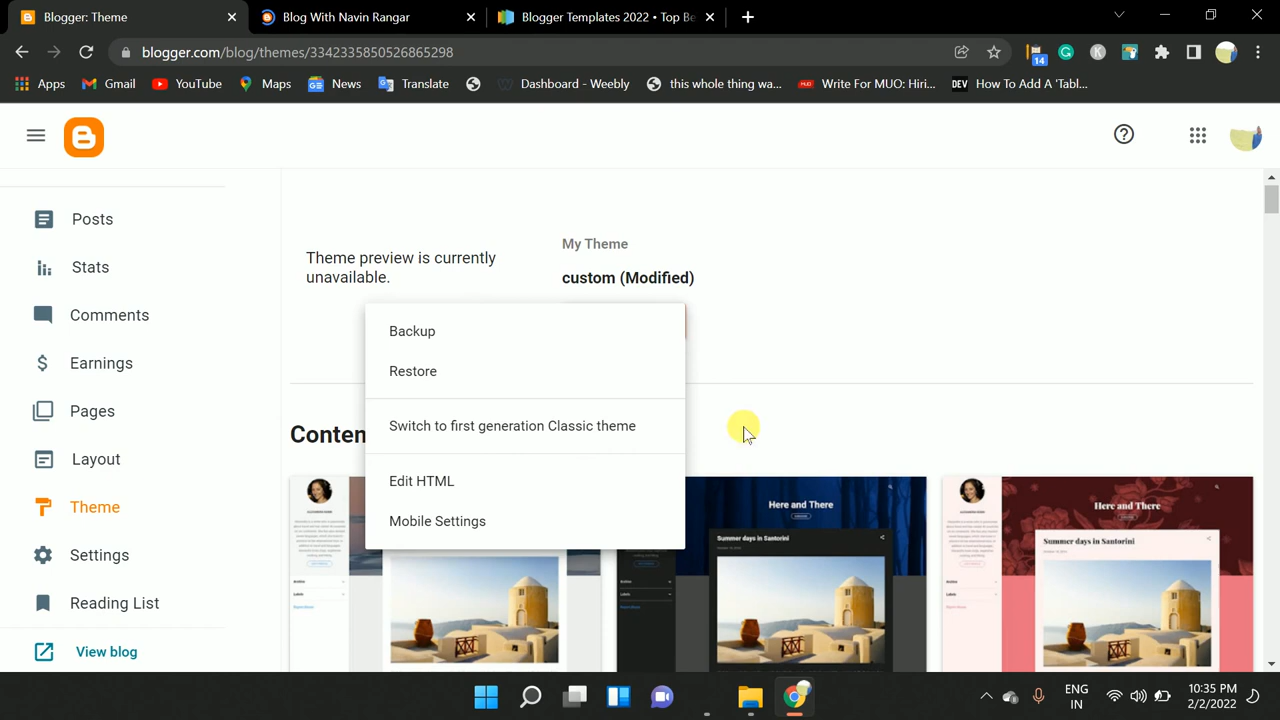 Blogger: Theme
Blog With Navin Rangar
Blogger Templates 2022 • Top Be
blogger.com/blog/themes/3342335850526865298
14
Apps
Gmail
YouTube
Maps
News
Translate
Dashboard - Weebly
this whole thing wa...
Write For MUO: Hiri...
DEV
How To Add A 'Tabl...
Posts
Stats
Comments
Earnings
Pages
Layout
Theme
Settings
Reading List
View blog
Theme preview is currently
unavailable.
My Theme
custom (Modified)
Backup
Restore
Switch to first generation Classic theme
Edit HTML
Mobile Settings
Conten
Here and There
Summer days in Santorini
Here and There
Summer days in Santorini
ENG
IN
10:35 PM
2/2/2022